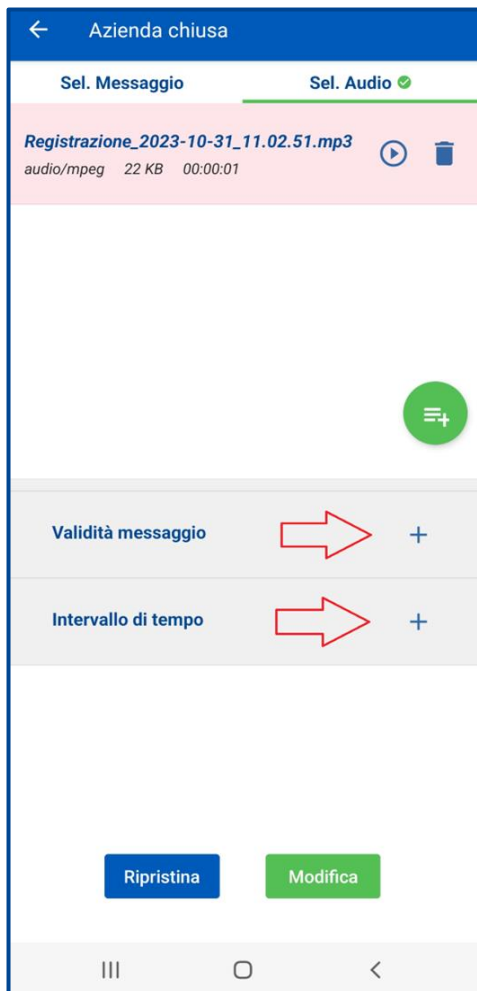 Azienda chiusa
Sel. Messaggio Sel. Audio
Registrazione_2023-10-31_11.02.51.mp3
audio/mpeg 22 KB 00:00:01
Validità messaggio
Intervallo di tempo
Ripristina Modifica